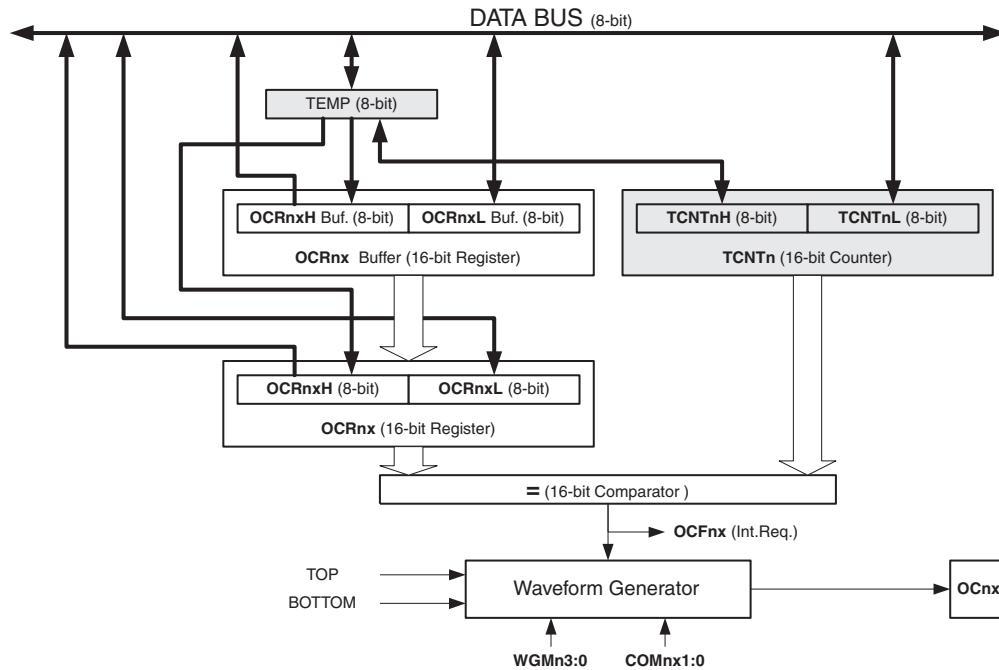 DATA BUS (8-bit)
TEMP (8-bit)
OCRnxH Buf. (8-bit)
OCRnxL Buf. (8-bit)
TCNTnH (8-bit)
TCNTnL (8-bit)
OCRnx Buffer (16-bit Register)
TCNTn (16-bit Counter)
OCRnxH (8-bit)
OCRnxL (8-bit)
OCRnx (16-bit Register)
= (16-bit Comparator )
OCFnx (Int.Req.)
TOP
BOTTOM
Waveform Generator
OCnx
WGMn3:0
COMnx1:0